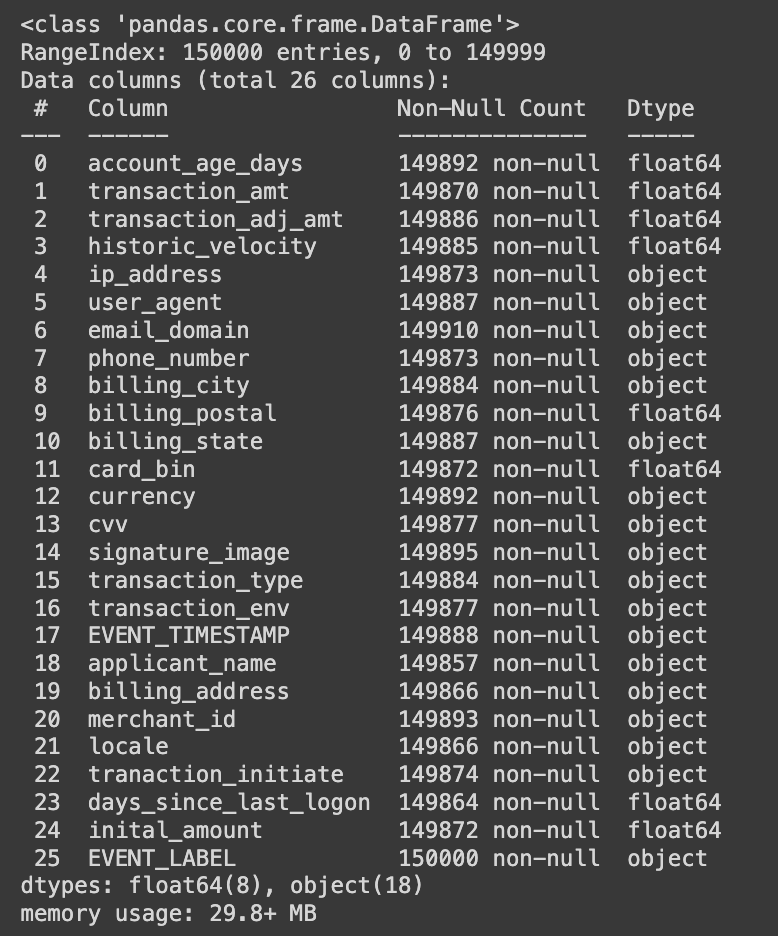 <class 'pandas.core.frame.DataFrame'>
RangeIndex: 150000 entries, 0 to 149999
Data columns (total 26 columns):
 #   Column                 Non-Null Count   Dtype
---  ------                 --------------   -----
 0   account_age_days       149892 non-null  float64
 1   transaction_amt        149870 non-null  float64
 2   transaction_adj_amt    149886 non-null  float64
 3   historic_velocity      149885 non-null  float64
 4   ip_address             149873 non-null  object
 5   user_agent             149887 non-null  object
 6   email_domain           149910 non-null  object
 7   phone_number           149873 non-null  object
 8   billing_city           149884 non-null  object
 9   billing_postal         149876 non-null  float64
 10  billing_state          149887 non-null  object
 11  card_bin               149872 non-null  float64
 12  currency               149892 non-null  object
 13  cvv                    149877 non-null  object
 14  signature_image        149895 non-null  object
 15  transaction_type       149884 non-null  object
 16  transaction_env        149877 non-null  object
 17  EVENT_TIMESTAMP        149888 non-null  object
 18  applicant_name         149857 non-null  object
 19  billing_address        149866 non-null  object
 20  merchant_id            149893 non-null  object
 21  locale                 149866 non-null  object
 22  tranaction_initiate    149874 non-null  object
 23  days_since_last_logon  149864 non-null  float64
 24  inital_amount          149872 non-null  float64
 25  EVENT_LABEL            150000 non-null  object
dtypes: float64(8), object(18)
memory usage: 29.8+ MB